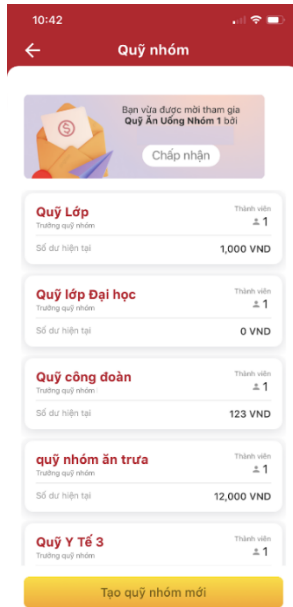 10:42
Quỹ nhóm
Bạn vừa được mời tham gia
Quỹ Ăn Uống Nhóm 1 bởi
Chấp nhận
Quỹ Lớp
Thành viên
Trưởng quỹ nhóm
1
Số dư hiện tại
1,000 VND
Quỹ lớp Đại học
Thành viên
Trưởng quỹ nhóm
1
Số dư hiện tại
0 VND
Quỹ công đoàn
Thành viên
Trưởng quỹ nhóm
1
Số dư hiện tại
123 VND
quỹ nhóm ăn trưa
Thành viên
Trưởng quỹ nhóm
1
Số dư hiện tại
12,000 VND
Quỹ Y Tế 3
Thành viên
Trưởng quỹ nhóm
1
Tạo quỹ nhóm mới